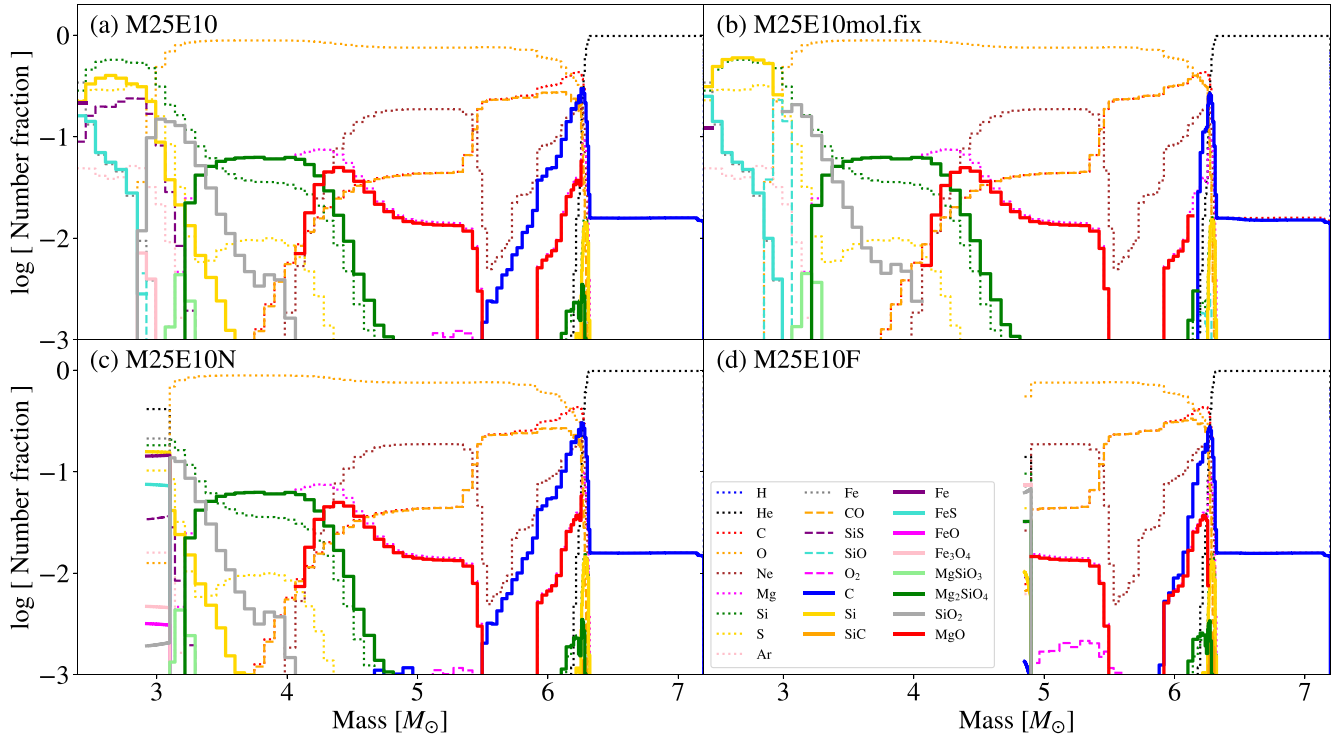 (a) M25E10
(b) M25E10mol.fix
0
−1
−2
−3
log [ Number fraction ]
(c) M25E10N
(d) M25E10F
0
−1
−2
−3
log [ Number fraction ]
H
He
C
O
Ne
Mg
Si
S
Ar
Fe
CO
SiS
SiO
O₂
C
Si
SiC
Fe
FeS
FeO
Fe₃O₄
MgSiO₃
Mg₂SiO₄
SiO₂
MgO
3 4 5 6 7
3 4 5 6 7
Mass [M⊙]
Mass [M⊙]